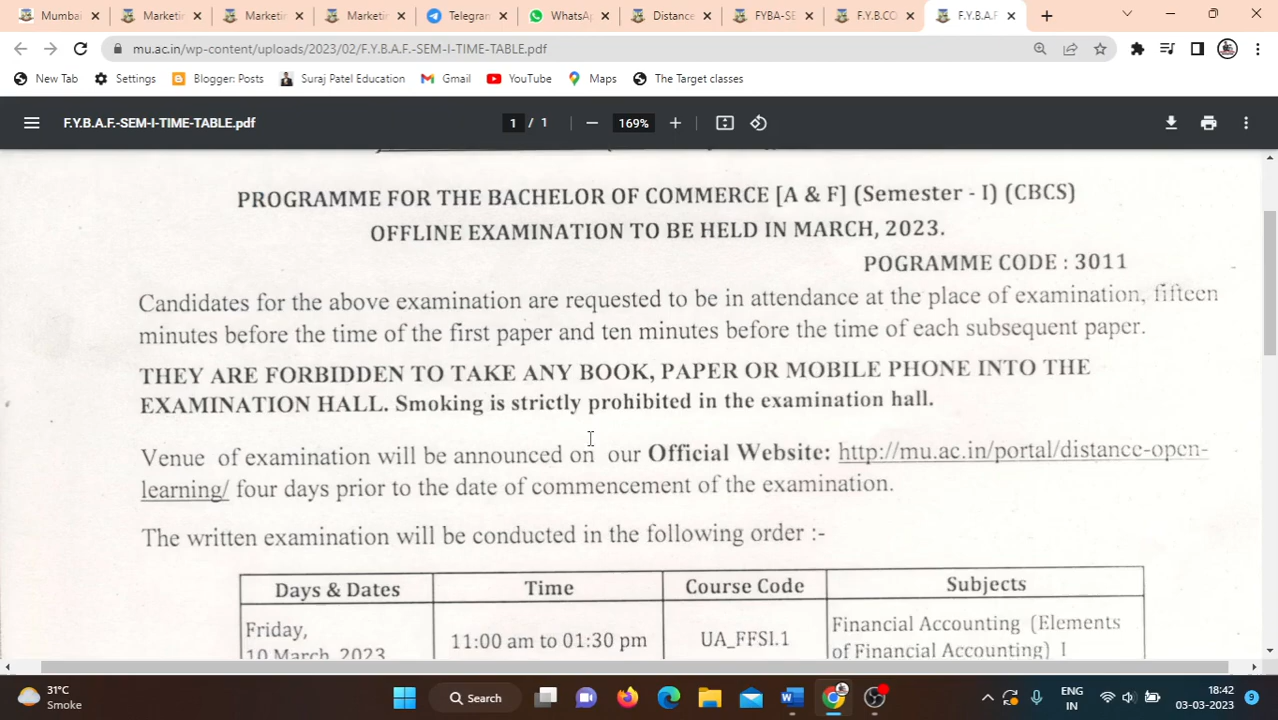 Mumbai
Marketin
Marketin
Marketin
Telegram
WhatsAp
Distance
FYBA-SE
F.Y.B.CO
F.Y.B.A.F
mu.ac.in/wp-content/uploads/2023/02/F.Y.B.A.F.-SEM-I-TIME-TABLE.pdf
New Tab
Settings
Blogger: Posts
Suraj Patel Education
Gmail
YouTube
Maps
The Target classes
F.Y.B.A.F.-SEM-I-TIME-TABLE.pdf
1 / 1
169%
PROGRAMME FOR THE BACHELOR OF COMMERCE [A & F] (Semester - I) (CBCS)
OFFLINE EXAMINATION TO BE HELD IN MARCH, 2023.
POGRAMME CODE : 3011
Candidates for the above examination are requested to be in attendance at the place of examination, fifteen
minutes before the time of the first paper and ten minutes before the time of each subsequent paper.
THEY ARE FORBIDDEN TO TAKE ANY BOOK, PAPER OR MOBILE PHONE INTO THE
EXAMINATION HALL. Smoking is strictly prohibited in the examination hall.
Venue of examination will be announced on our Official Website: http://mu.ac.in/portal/distance-open-
learning/ four days prior to the date of commencement of the examination.
The written examination will be conducted in the following order :-
Days & Dates
Time
Course Code
Subjects
Friday,
10 March, 2023
11:00 am to 01:30 pm
UA_FFSI.1
Financial Accounting (Elements
of Financial Accounting) I
31°C
Smoke
Search
ENG
IN
18:42
03-03-2023
9